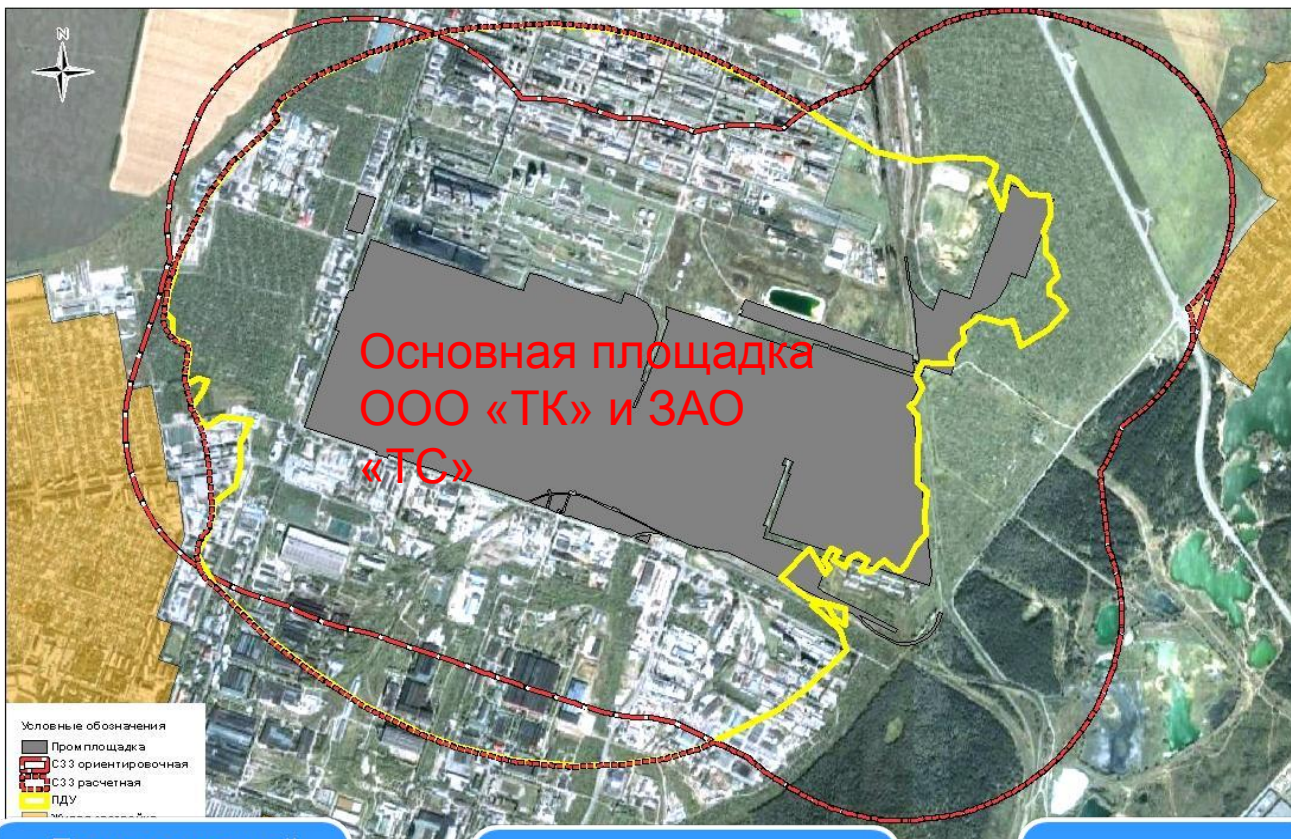 N
Основная площадка
ООО «ТК» и ЗАО
«ТС»
Условные обозначения
Промплощадка
СЗЗ ориентировочная
СЗЗ расчетная
ПДУ